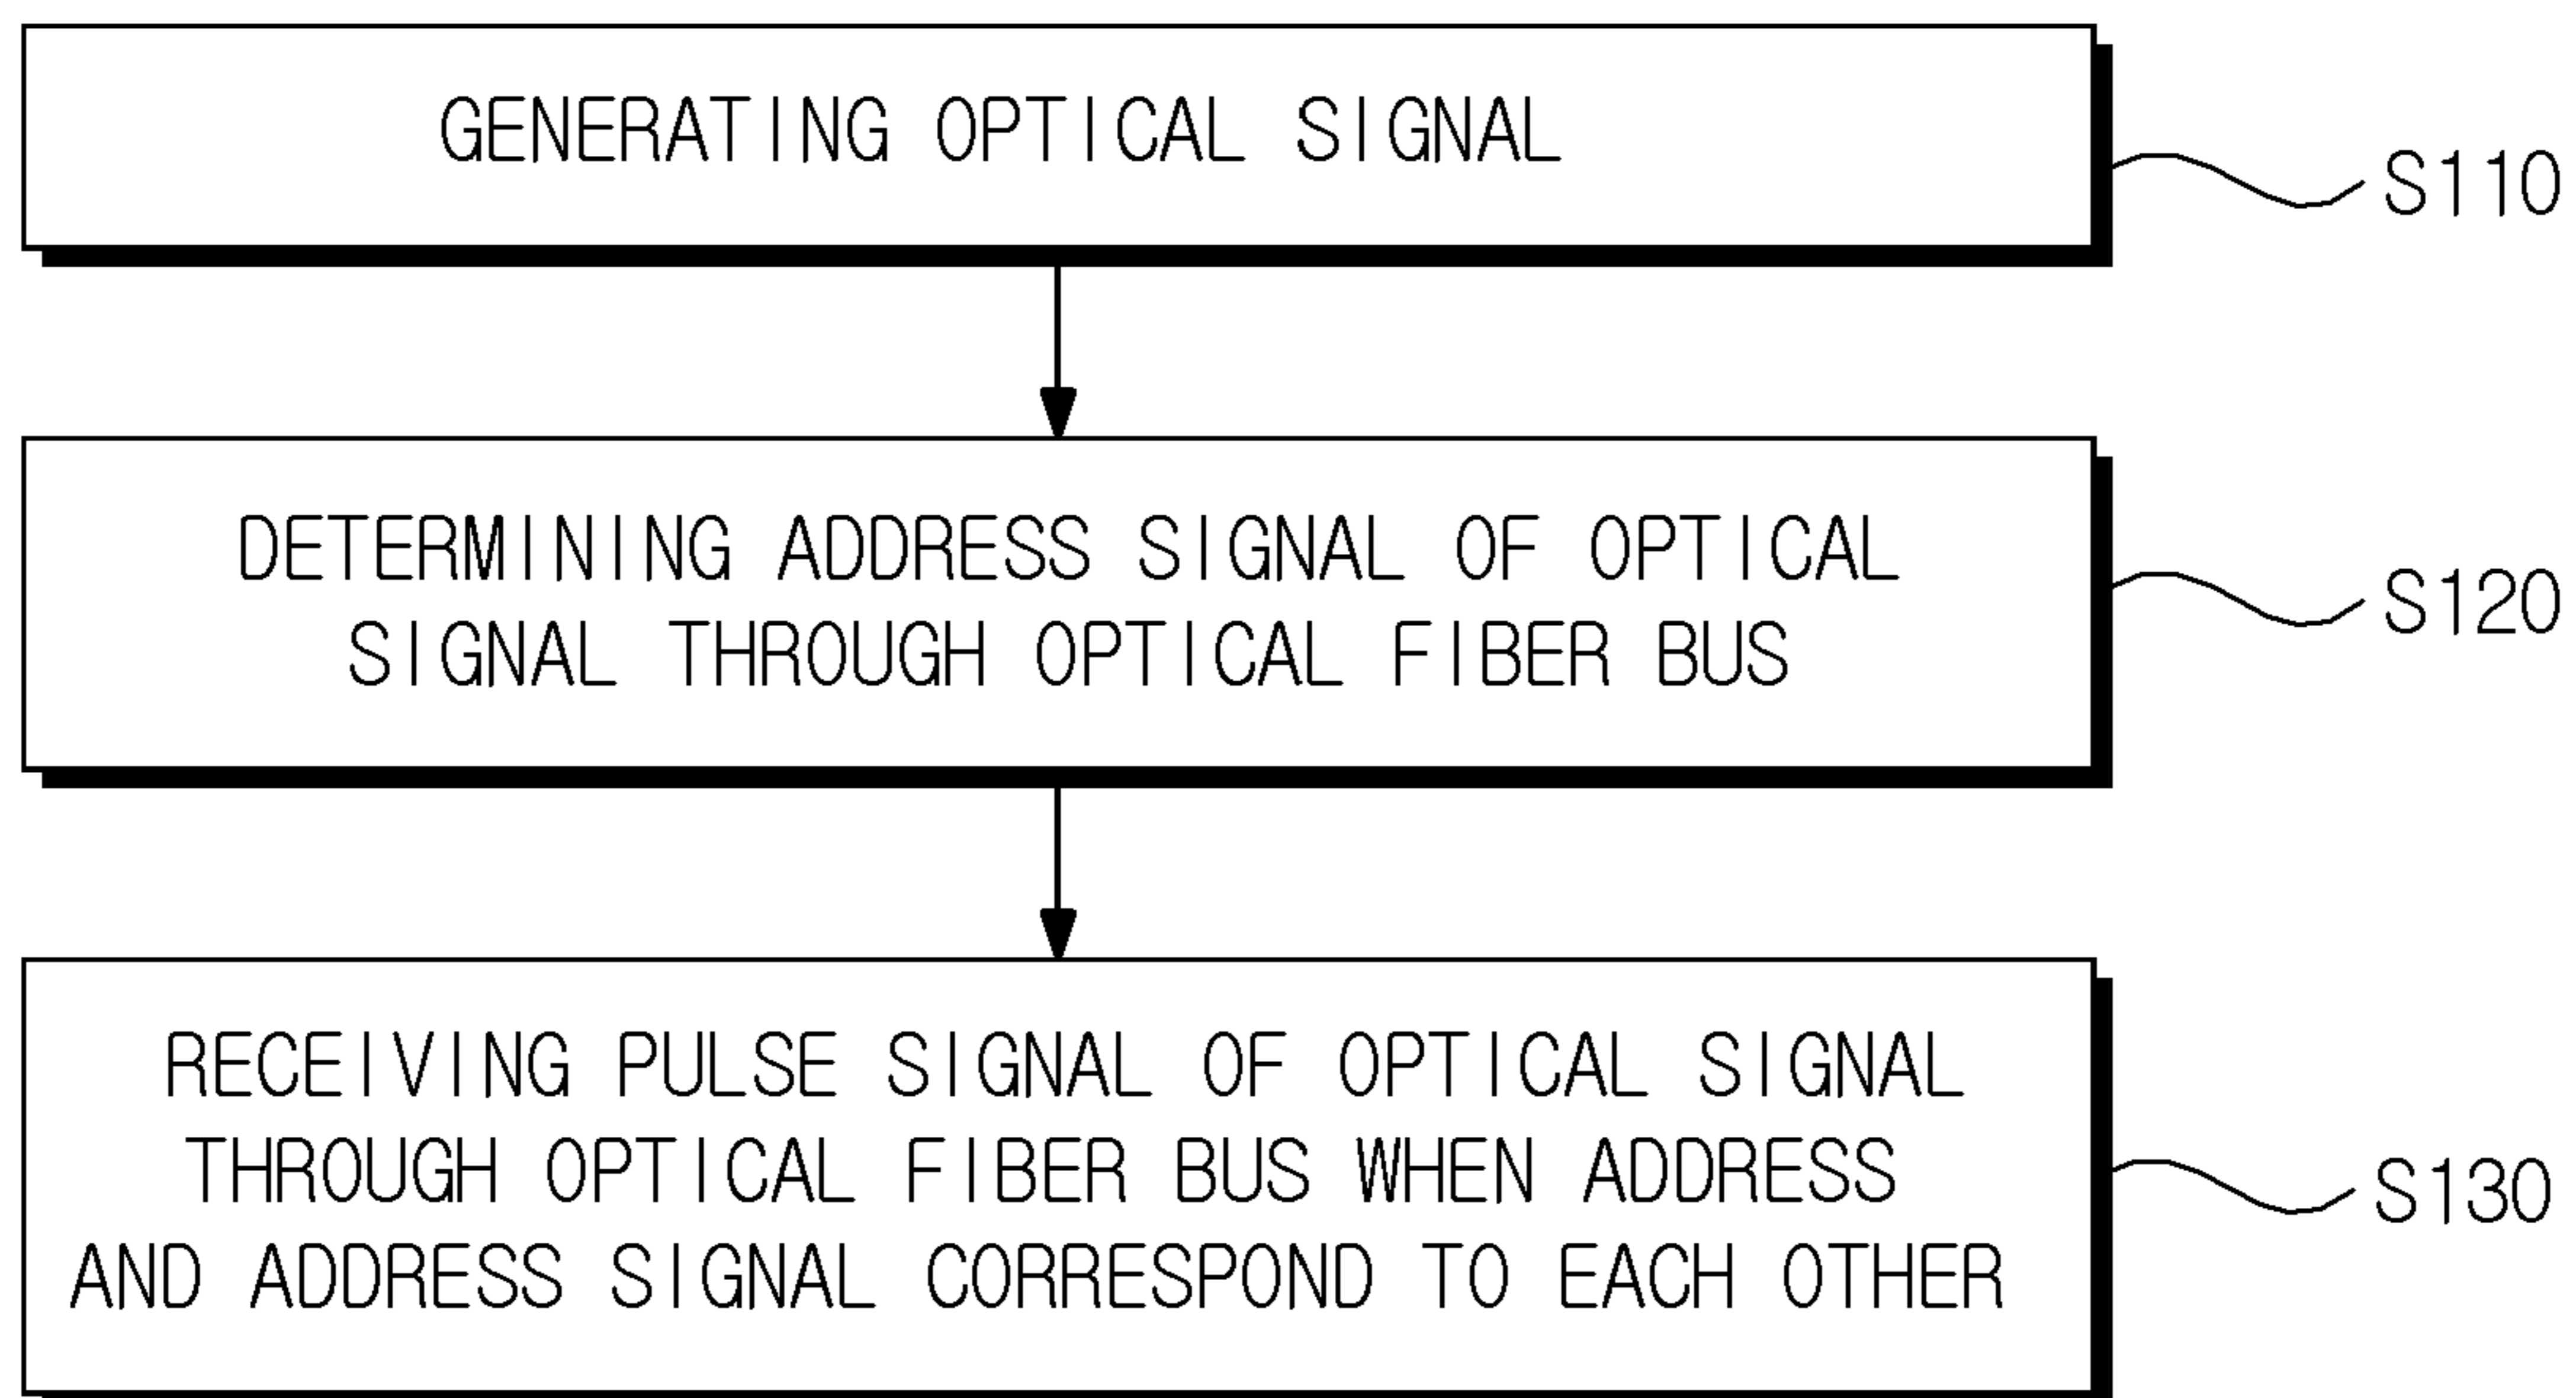 GENERATING OPTICAL SIGNAL
S110
DETERMINING ADDRESS SIGNAL OF OPTICAL
SIGNAL THROUGH OPTICAL FIBER BUS
S120
RECEIVING PULSE SIGNAL OF OPTICAL SIGNAL
THROUGH OPTICAL FIBER BUS WHEN ADDRESS
AND ADDRESS SIGNAL CORRESPOND TO EACH OTHER
S130